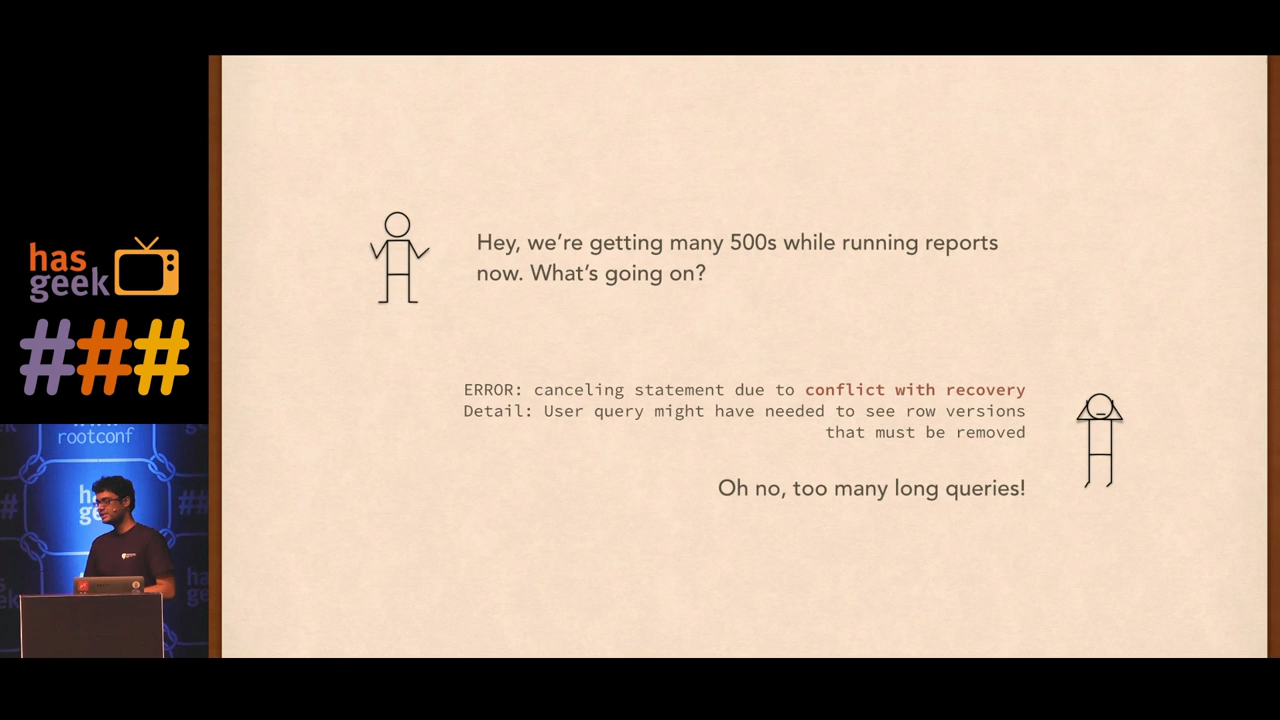 has
geek
###
Hey, we're getting many 500s while running reports
now. What's going on?
ERROR: canceling statement due to conflict with recovery
Detail: User query might have needed to see row versions
that must be removed
Oh no, too many long queries!
rootconf